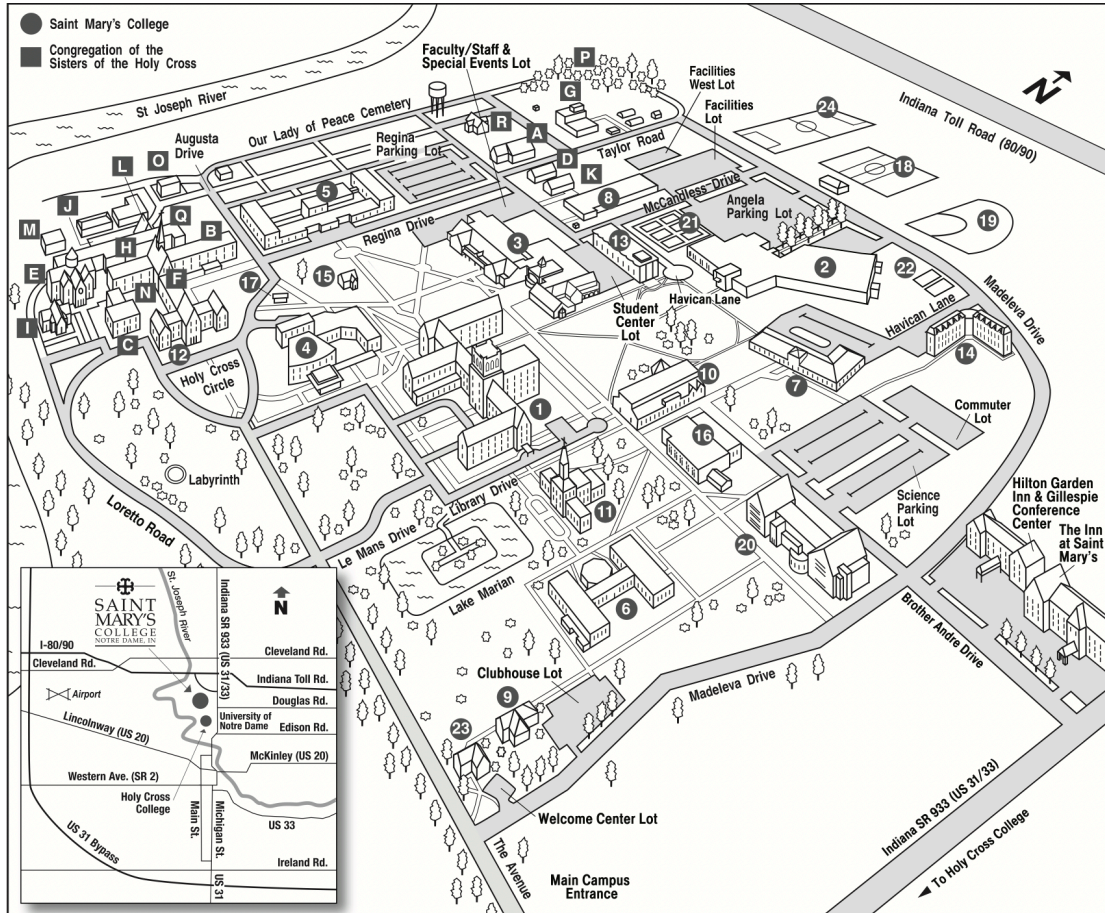 Saint Mary's College
Congregation of the
Sisters of the Holy Cross
St Joseph River
Our Lady of Peace Cemetery
Faculty/Staff &
Special Events Lot
P
G
R
A
D
K
Taylor Road
Facilities
West Lot
Facilities
Lot
24
Indiana Toll Road (80/90)
N
18
19
Augusta
Drive
Regina
Parking Lot
L
O
J
Q
M
H
B
E
F
N
I
C
12
17
5
Regina Drive
15
3
8
McCandless Drive
21
13
Angela
Parking Lot
2
22
Havican Lane
Student
Center
Lot
Havican Lane
Madeleva Drive
14
4
Holy Cross
Circle
1
10
7
16
Commuter
Lot
Science
Parking
Lot
Labyrinth
Loretto Road
Le Mans Drive
Library Drive
11
Lake Marian
20
6
Hilton Garden
Inn & Gillespie
Conference
Center
The Inn
at Saint
Mary's
Brother Andre Drive
Clubhouse Lot
9
23
Madeleva Drive
Welcome Center Lot
The Avenue
Main Campus
Entrance
Indiana SR 933 (US 31/33)
To Holy Cross College
SAINT
MARY'S
COLLEGE
NOTRE DAME, IN
St. Joseph River
Indiana SR 933 (US 31/33)
N
I-80/90
Cleveland Rd.
Cleveland Rd.
Indiana Toll Rd.
Airport
Douglas Rd.
University of
Notre Dame
Edison Rd.
Lincolnway (US 20)
McKinley (US 20)
Western Ave. (SR 2)
Holy Cross
College
Main St.
Michigan St.
US 33
US 31 Bypass
Ireland Rd.
US 31